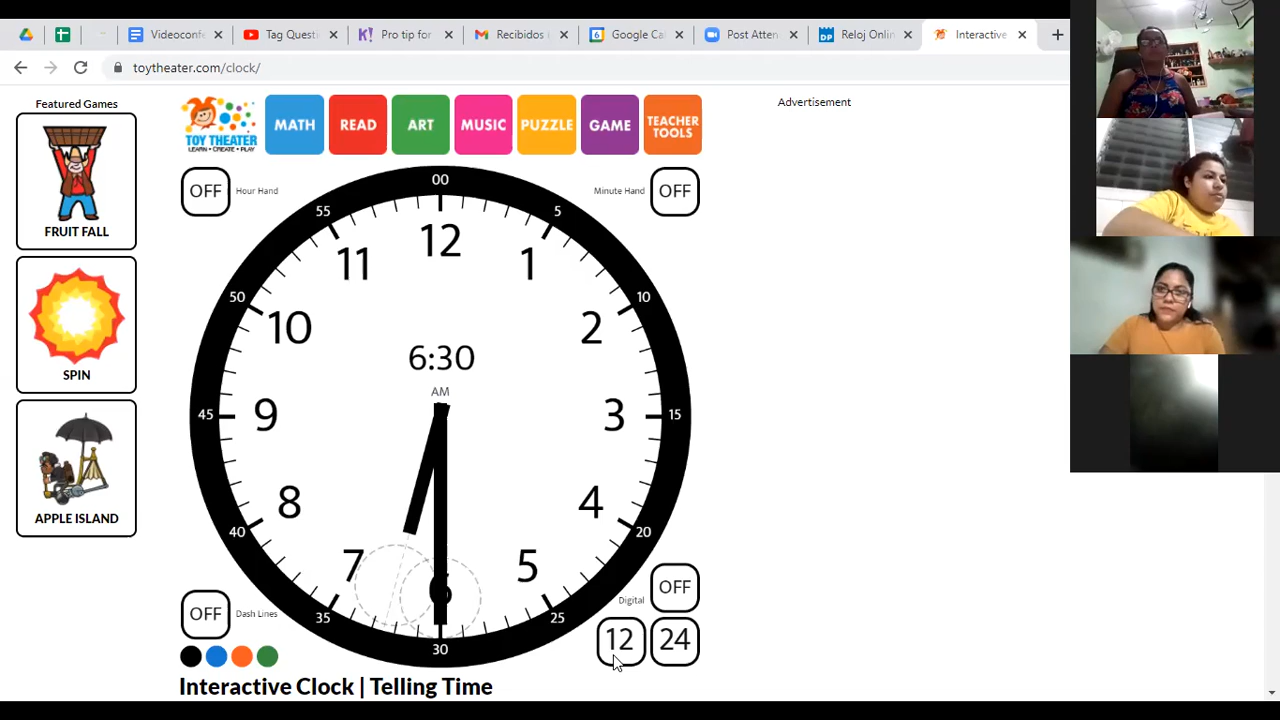 Videoconf
Tag Questi
Pro tip for
Recibidos
Google Ca
Post Atten
Reloj Onlin
Interactive
toytheater.com/clock/
Featured Games
FRUIT FALL
SPIN
APPLE ISLAND
TOY THEATER
LEARN • CREATE • PLAY
MATH
READ
ART
MUSIC
PUZZLE
GAME
TEACHER
TOOLS
Advertisement
OFF
Hour Hand
Minute Hand
OFF
00
5
10
15
20
25
30
35
40
45
50
55
12
1
2
3
4
5
6
7
8
9
10
11
6:30
AM
OFF
Dash Lines
Digital
OFF
12
24
Interactive Clock | Telling Time